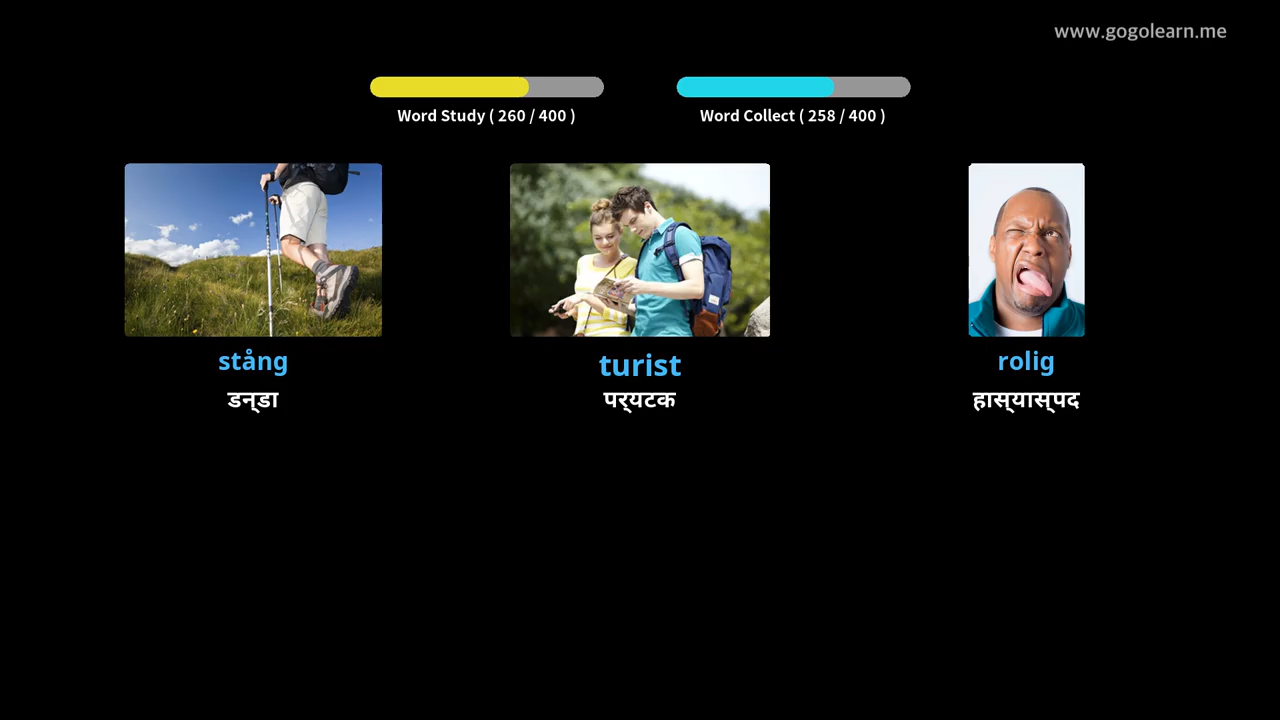 www.gogolearn.me
Word Study ( 260 / 400 )
Word Collect ( 258 / 400 )
stång
turist
rolig
डन्‌डा
पर्‌यटक
हास्‌यास्‌पद